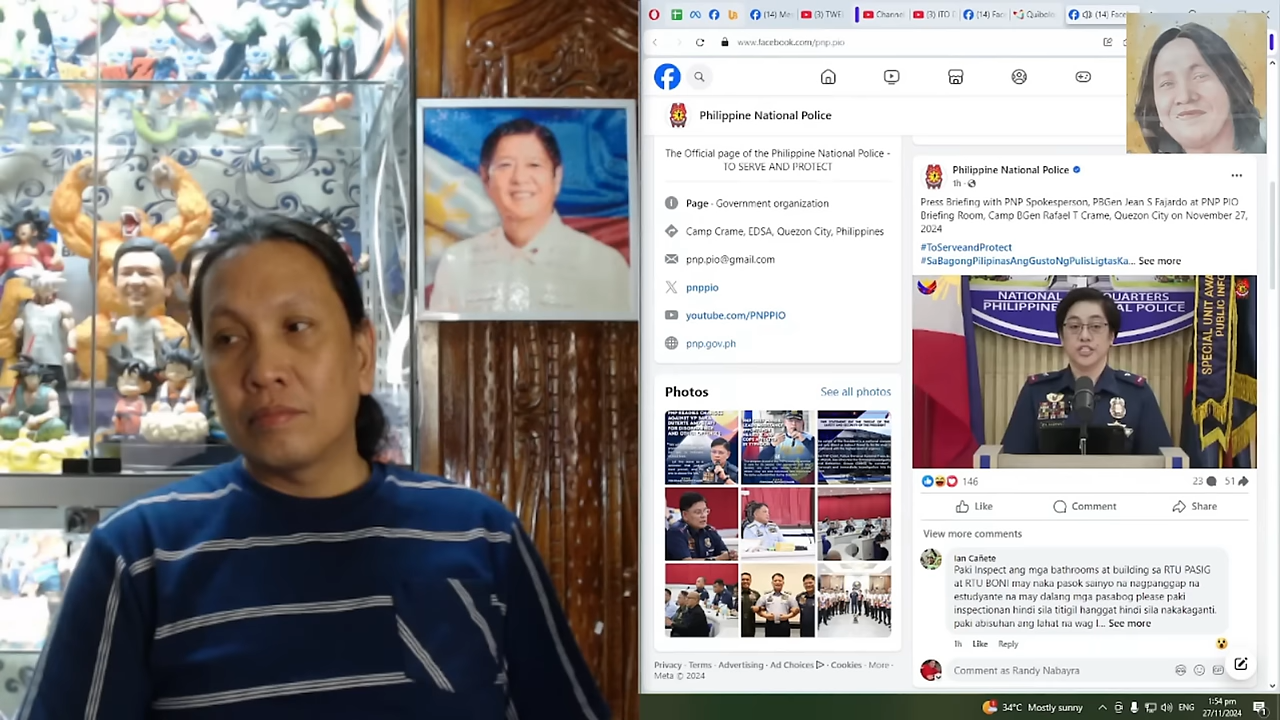 (14) Me
(3) TWF
Channel
(3) ITO D
(14) Fac
Quibolo
(14) Face
www.facebook.com/pnp.pio
Philippine National Police
The Official page of the Philippine National Police -
TO SERVE AND PROTECT
Page · Government organization
Camp Crame, EDSA, Quezon City, Philippines
pnp.pio@gmail.com
pnppio
youtube.com/PNPPIO
pnp.gov.ph
Photos
See all photos
Privacy · Terms · Advertising · Ad Choices · Cookies · More ·
Meta © 2024
Philippine National Police
1h ·
Press Briefing with PNP Spokesperson, PBGen Jean S Fajardo at PNP PIO
Briefing Room, Camp BGen Rafael T Crame, Quezon City on November 27,
2024
#ToServeandProtect
#SaBagongPilipinasAngGustoNgPulisLigtasKa... See more
NATIONAL HEADQUARTERS
PHILIPPINE NATIONAL POLICE
SPECIAL UNIT AWA
PUBLIC INFO
146
23
51
Like
Comment
Share
View more comments
Ian Cañete
Paki Inspect ang mga bathrooms at building sa RTU PASIG
at RTU BONI may naka pasok sainyo na nagpanggap na
estudyante na may dalang mga pasabog please paki
inspectionan hindi sila titigil hanggat hindi sila nakakaganti.
paki abisuhan ang lahat na wag l... See more
1h Like Reply
Comment as Randy Nabayra
34°C Mostly sunny
ENG
1:54 pm
27/11/2024